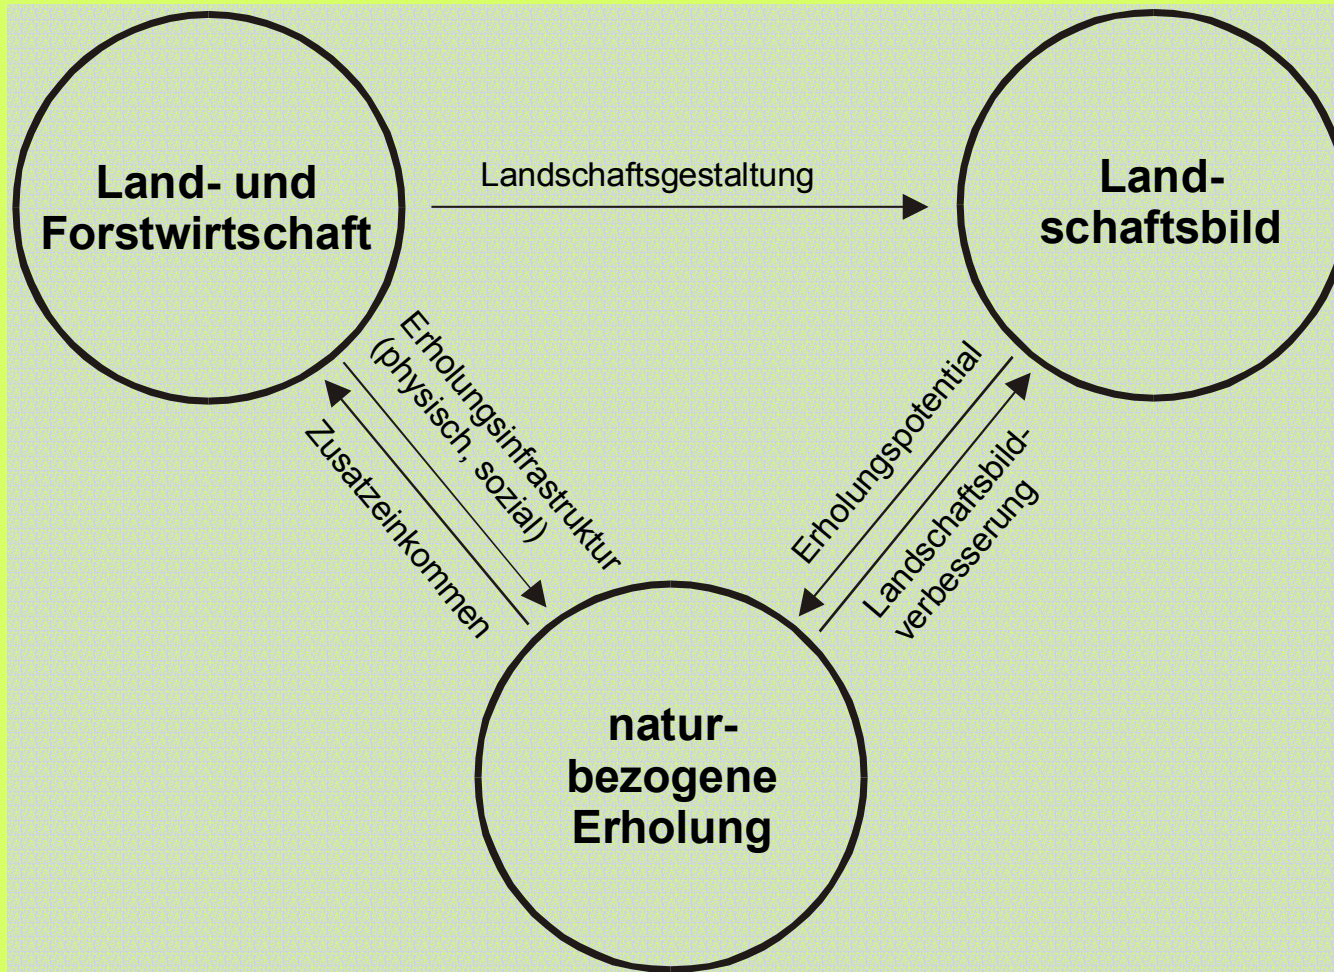 Land- und
Forstwirtschaft
Landschaftsgestaltung
Land-
schaftsbild
Erholungsinfrastruktur
(physisch, sozial)
Zusatzeinkommen
Erholungspotential
Landschaftsbild-
verbesserung
natur-
bezogene
Erholung